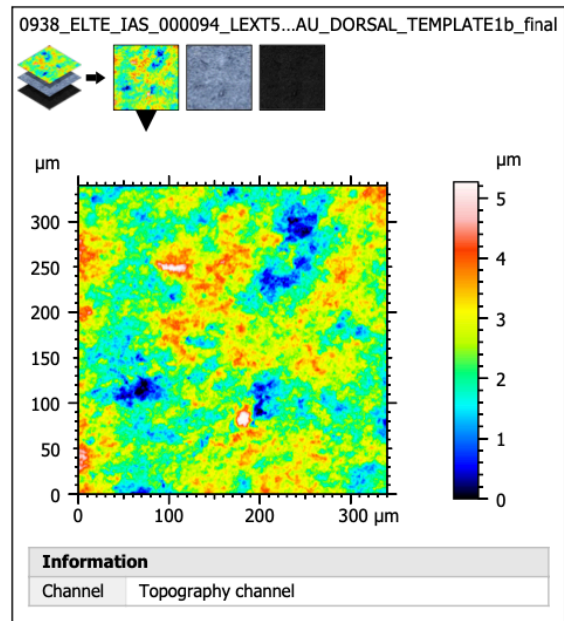 0938_ELTE_IAS_000094_LEXT5...AU_DORSAL_TEMPLATE1b_final
µm
µm
300
250
200
150
100
50
0
5
4
3
2
1
0
0 100 200 300 µm
Information
Channel Topography channel